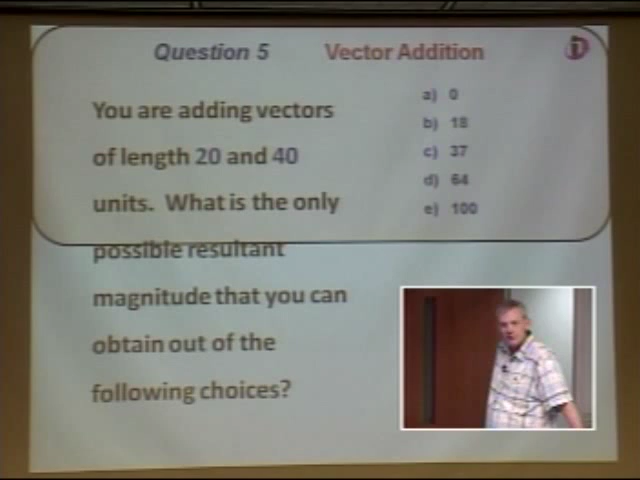 Question 5 Vector Addition
You are adding vectors
of length 20 and 40
units. What is the only
possible resultant
magnitude that you can
obtain out of the
following choices?
a) 0
b) 18
c) 37
d) 64
e) 100